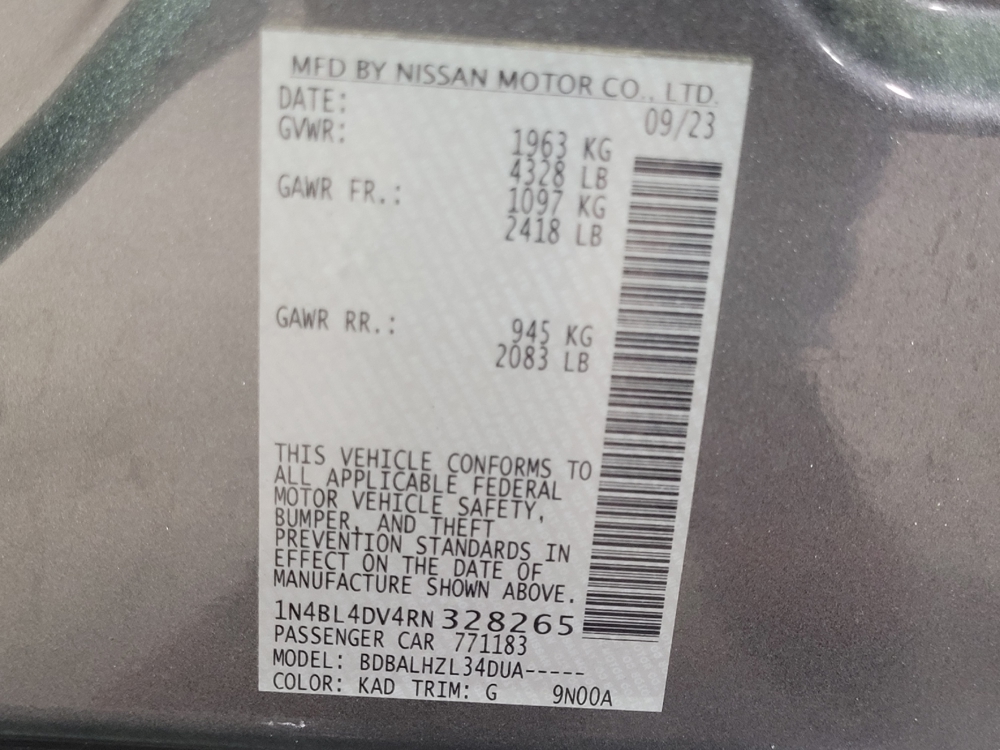 MFD BY NISSAN MOTOR CO., LTD.
DATE: 09/23
GVWR: 1963 KG
4328 LB
GAWR FR.: 1097 KG
2418 LB
GAWR RR.: 945 KG
2083 LB
THIS VEHICLE CONFORMS TO
ALL APPLICABLE FEDERAL
MOTOR VEHICLE SAFETY,
BUMPER, AND THEFT
PREVENTION STANDARDS IN
EFFECT ON THE DATE OF
MANUFACTURE SHOWN ABOVE.
1N4BL4DV4RN 328265
PASSENGER CAR 771183
MODEL: BDBALHZL34DUA-----
COLOR: KAD TRIM: G 9N00A